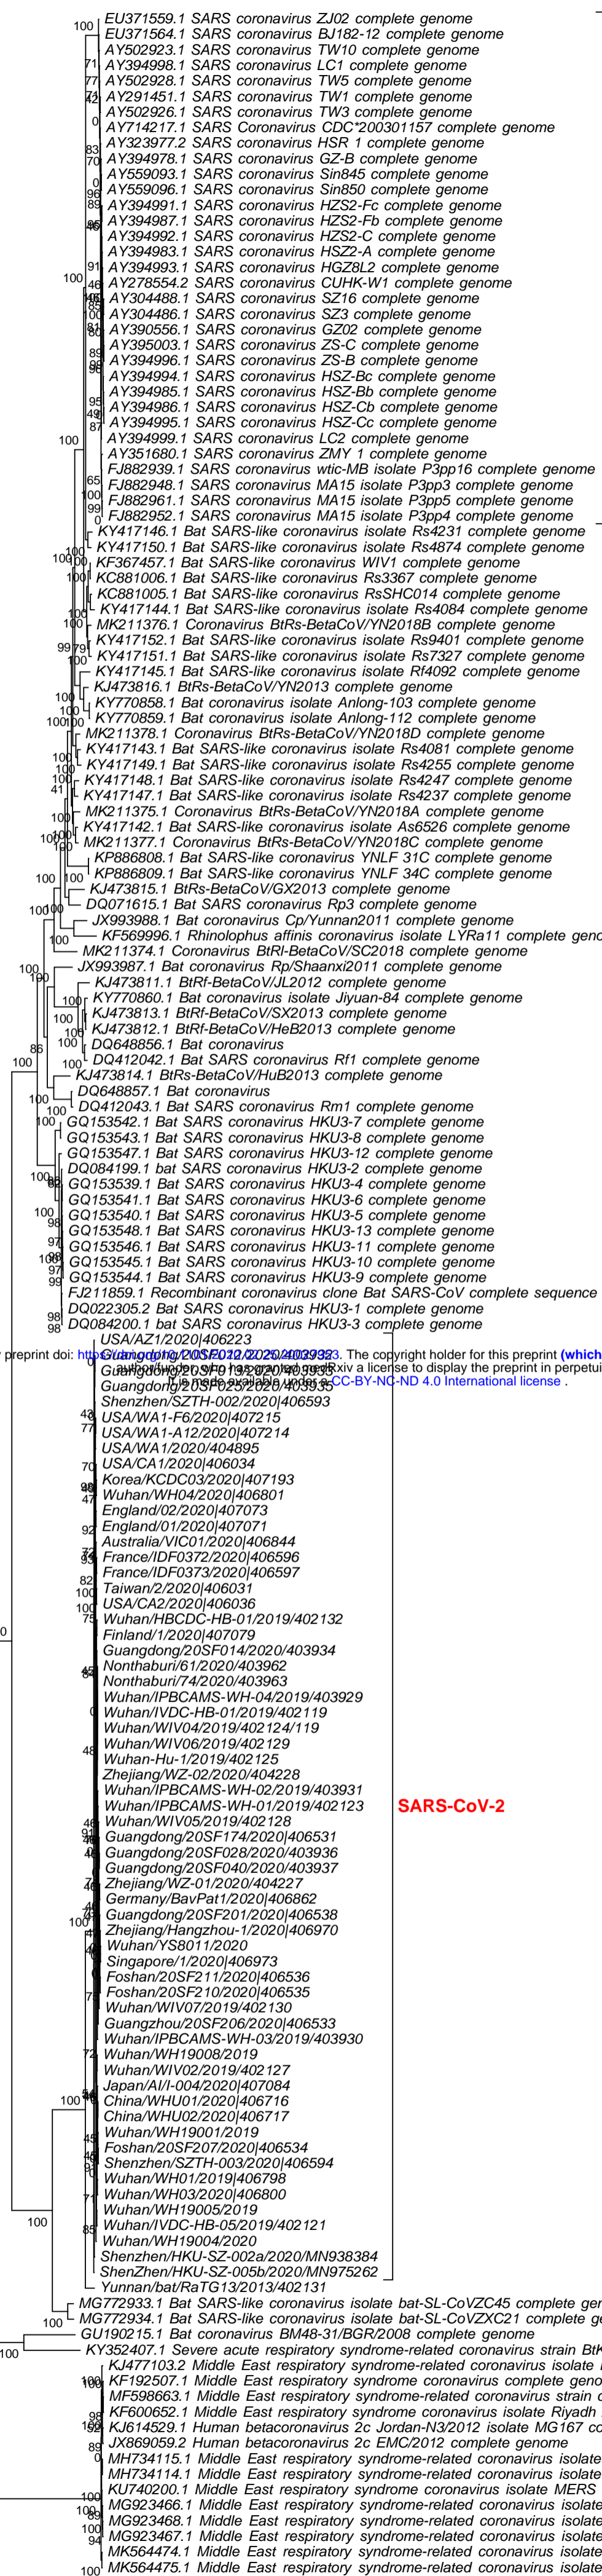 EU371559.1 SARS coronavirus ZJ02 complete genome
EU371564.1 SARS coronavirus BJ182-12 complete genome
AY502923.1 SARS coronavirus TW10 complete genome
AY394998.1 SARS coronavirus LC1 complete genome
AY502928.1 SARS coronavirus TW5 complete genome
AY291451.1 SARS coronavirus TW1 complete genome
AY502926.1 SARS coronavirus TW3 complete genome
AY714217.1 SARS Coronavirus CDC*200301157 complete genome
AY323977.2 SARS coronavirus HSR 1 complete genome
AY394978.1 SARS coronavirus GZ-B complete genome
AY559093.1 SARS coronavirus Sin845 complete genome
AY559096.1 SARS coronavirus Sin850 complete genome
AY394991.1 SARS coronavirus HZS2-Fc complete genome
AY394987.1 SARS coronavirus HZS2-Fb complete genome
AY394992.1 SARS coronavirus HZS2-C complete genome
AY394983.1 SARS coronavirus HSZ2-A complete genome
AY394993.1 SARS coronavirus HGZ8L2 complete genome
AY278554.2 SARS coronavirus CUHK-W1 complete genome
AY304488.1 SARS coronavirus SZ16 complete genome
AY304486.1 SARS coronavirus SZ3 complete genome
AY390556.1 SARS coronavirus GZ02 complete genome
AY395003.1 SARS coronavirus ZS-C complete genome
AY394996.1 SARS coronavirus ZS-B complete genome
AY394994.1 SARS coronavirus HSZ-Bc complete genome
AY394985.1 SARS coronavirus HSZ-Bb complete genome
AY394986.1 SARS coronavirus HSZ-Cb complete genome
AY394995.1 SARS coronavirus HSZ-Cc complete genome
AY394999.1 SARS coronavirus LC2 complete genome
AY351680.1 SARS coronavirus ZMY 1 complete genome
FJ882939.1 SARS coronavirus wtic-MB isolate P3pp16 complete genome
FJ882948.1 SARS coronavirus MA15 isolate P3pp3 complete genome
FJ882961.1 SARS coronavirus MA15 isolate P3pp5 complete genome
FJ882952.1 SARS coronavirus MA15 isolate P3pp4 complete genome
KY417146.1 Bat SARS-like coronavirus isolate Rs4231 complete genome
KY417150.1 Bat SARS-like coronavirus isolate Rs4874 complete genome
KF367457.1 Bat SARS-like coronavirus WIV1 complete genome
KC881006.1 Bat SARS-like coronavirus Rs3367 complete genome
KC881005.1 Bat SARS-like coronavirus RsSHC014 complete genome
KY417144.1 Bat SARS-like coronavirus isolate Rs4084 complete genome
MK211376.1 Coronavirus BtRs-BetaCoV/YN2018B complete genome
KY417152.1 Bat SARS-like coronavirus isolate Rs9401 complete genome
KY417151.1 Bat SARS-like coronavirus isolate Rs7327 complete genome
KY417145.1 Bat SARS-like coronavirus isolate Rf4092 complete genome
KJ473816.1 BtRs-BetaCoV/YN2013 complete genome
KY770858.1 Bat coronavirus isolate Anlong-103 complete genome
KY770859.1 Bat coronavirus isolate Anlong-112 complete genome
MK211378.1 Coronavirus BtRs-BetaCoV/YN2018D complete genome
KY417143.1 Bat SARS-like coronavirus isolate Rs4081 complete genome
KY417149.1 Bat SARS-like coronavirus isolate Rs4255 complete genome
KY417148.1 Bat SARS-like coronavirus isolate Rs4247 complete genome
KY417147.1 Bat SARS-like coronavirus isolate Rs4237 complete genome
MK211375.1 Coronavirus BtRs-BetaCoV/YN2018A complete genome
KY417142.1 Bat SARS-like coronavirus isolate As6526 complete genome
MK211377.1 Coronavirus BtRs-BetaCoV/YN2018C complete genome
KP886808.1 Bat SARS-like coronavirus YNLF 31C complete genome
KP886809.1 Bat SARS-like coronavirus YNLF 34C complete genome
KJ473815.1 BtRs-BetaCoV/GX2013 complete genome
DQ071615.1 Bat SARS coronavirus Rp3 complete genome
JX993988.1 Bat coronavirus Cp/Yunnan2011 complete genome
KF569996.1 Rhinolophus affinis coronavirus isolate LYRa11 complete
MK211374.1 Coronavirus BtRl-BetaCoV/SC2018 complete genome
JX993987.1 Bat coronavirus Rp/Shaanxi2011 complete genome
KJ473811.1 BtRf-BetaCoV/JL2012 complete genome
KY770860.1 Bat coronavirus isolate Jiyuan-84 complete genome
KJ473813.1 BtRf-BetaCoV/SX2013 complete genome
KJ473812.1 BtRf-BetaCoV/HeB2013 complete genome
DQ648856.1 Bat coronavirus
DQ412042.1 Bat SARS coronavirus Rf1 complete genome
KJ473814.1 BtRs-BetaCoV/HuB2013 complete genome
DQ648857.1 Bat coronavirus
DQ412043.1 Bat SARS coronavirus Rm1 complete genome
GQ153542.1 Bat SARS coronavirus HKU3-7 complete genome
GQ153543.1 Bat SARS coronavirus HKU3-8 complete genome
GQ153547.1 Bat SARS coronavirus HKU3-12 complete genome
DQ084199.1 bat SARS coronavirus HKU3-2 complete genome
GQ153539.1 Bat SARS coronavirus HKU3-4 complete genome
GQ153541.1 Bat SARS coronavirus HKU3-6 complete genome
GQ153540.1 Bat SARS coronavirus HKU3-5 complete genome
GQ153548.1 Bat SARS coronavirus HKU3-13 complete genome
GQ153546.1 Bat SARS coronavirus HKU3-11 complete genome
GQ153545.1 Bat SARS coronavirus HKU3-10 complete genome
GQ153544.1 Bat SARS coronavirus HKU3-9 complete genome
FJ211859.1 Recombinant coronavirus clone Bat SARS-CoV complete sequence
DQ022305.2 Bat SARS coronavirus HKU3-1 complete genome
DQ084200.1 bat SARS coronavirus HKU3-3 complete genome
USA/AZ1/2020|406223
preprint doi: The copyright holder for this preprint (which
a license to display the preprint in
CC-BY-NC-ND 4.0 International license .
Shenzhen/SZTH-002/2020|406593
USA/WA1-F6/2020|407215
USA/WA1-A12/2020|407214
USA/WA1/2020/404895
USA/CA1/2020|406034
Korea/KCDC03/2020|407193
Wuhan/WH04/2020|406801
England/02/2020|407073
England/01/2020|407071
Australia/VIC01/2020|406844
France/IDF0372/2020|406596
France/IDF0373/2020|406597
Taiwan/2/2020|406031
USA/CA2/2020|406036
Wuhan/HBCDC-HB-01/2019/402132
Finland/1/2020|407079
Guangdong/20SF014/2020/403934
Nonthaburi/61/2020/403962
Nonthaburi/74/2020/403963
Wuhan/IPBCAMS-WH-04/2019/403929
Wuhan/IVDC-HB-01/2019/402119
Wuhan/WIV04/2019/402124/119
Wuhan/WIV06/2019/402129
Wuhan-Hu-1/2019/402125
Zhejiang/WZ-02/2020/404228
Wuhan/IPBCAMS-WH-02/2019/403931
Wuhan/IPBCAMS-WH-01/2019/402123
SARS-CoV-2
Wuhan/WIV05/2019/402128
Guangdong/20SF174/2020|406531
Guangdong/20SF028/2020/403936
Guangdong/20SF040/2020/403937
Zhejiang/WZ-01/2020/404227
Germany/BavPat1/2020|406862
Guangdong/20SF201/2020|406538
Zhejiang/Hangzhou-1/2020|406970
Wuhan/YS8011/2020
Singapore/1/2020|406973
Foshan/20SF211/2020|406536
Foshan/20SF210/2020|406535
Wuhan/WIV07/2019/402130
Guangzhou/20SF206/2020|406533
Wuhan/IPBCAMS-WH-03/2019/403930
Wuhan/WH19008/2019
Wuhan/WIV02/2019/402127
Japan/AI/I-004/2020|407084
China/WHU01/2020|406716
China/WHU02/2020|406717
Wuhan/WH19001/2019
Foshan/20SF207/2020|406534
Shenzhen/SZTH-003/2020|406594
Wuhan/WH01/2019|406798
Wuhan/WH03/2020|406800
Wuhan/WH19005/2019
Wuhan/IVDC-HB-05/2019/402121
Wuhan/WH19004/2020
ShenZhen/HKU-SZ-002a/2020/MN938384
ShenZhen/HKU-SZ-005b/2020/MN975262
Yunnan/bat/RaTG13/2013/402131
MG772933.1 Bat SARS-like coronavirus isolate bat-SL-CoVZC45 complete
MG772934.1 Bat SARS-like coronavirus isolate bat-SL-CoVZXC21 complete
GU190215.1 Bat coronavirus BM48-31/BGR/2008 complete genome
KY352407.1 Severe acute respiratory syndrome-related coronavirus strain
KJ477103.2 Middle East respiratory syndrome-related coronavirus isolate
KF192507.1 Middle East respiratory syndrome-related coronavirus complete
MF598663.1 Middle East respiratory syndrome-related coronavirus strain
KF600652.1 Middle East respiratory syndrome coronavirus isolate Riyadh
KJ614529.1 Human betacoronavirus 2c Jordan-N3/2012 isolate MG167
JX869059.2 Human betacoronavirus 2c EMC/2012 complete genome
MH734115.1 Middle East respiratory syndrome-related coronavirus isolate
MH734114.1 Middle East respiratory syndrome-related coronavirus isolate
KU740200.1 Middle East respiratory syndrome coronavirus isolate MERS
MG923466.1 Middle East respiratory syndrome-related coronavirus isolate
MG923468.1 Middle East respiratory syndrome-related coronavirus isolate
MG923467.1 Middle East respiratory syndrome-related coronavirus isolate
MK564474.1 Middle East respiratory syndrome-related coronavirus isolate
MK564475.1 Middle East respiratory syndrome-related coronavirus isolate